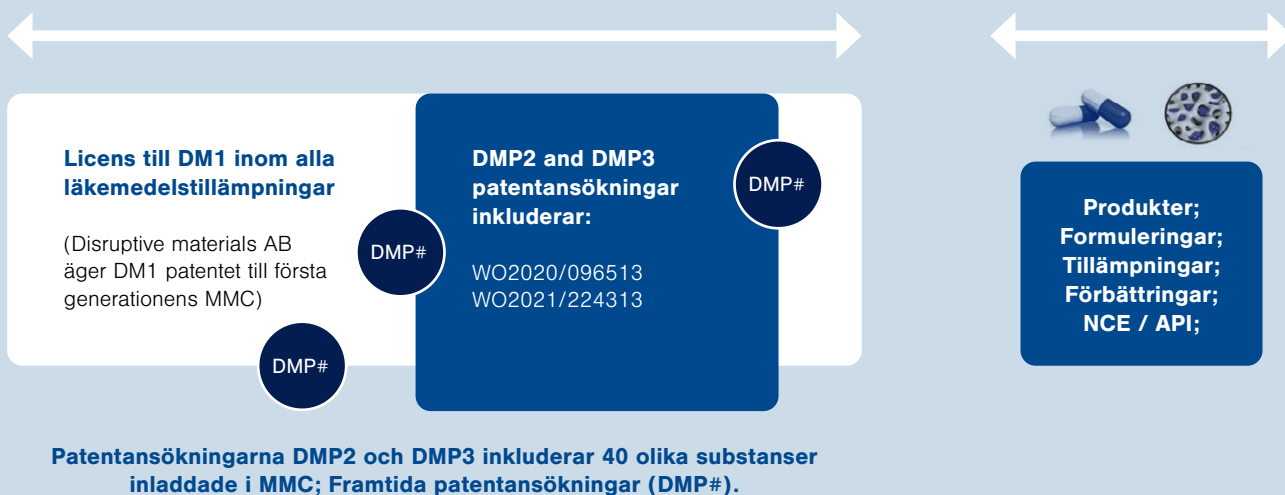 Licens till DM1 inom alla
läkemedelstillämpningar
(Disruptive materials AB
äger DM1 patentet till första
generationens MMC)
DMP#
DMP#
DMP2 and DMP3
patentansökningar
inkluderar:
WO2020/096513
WO2021/224313
DMP#
Produkter;
Formuleringar;
Tillämpningar;
Förbättringar;
NCE / API;
Patentansökningarna DMP2 och DMP3 inkluderar 40 olika substanser
inladdade i MMC; Framtida patentansökningar (DMP#).